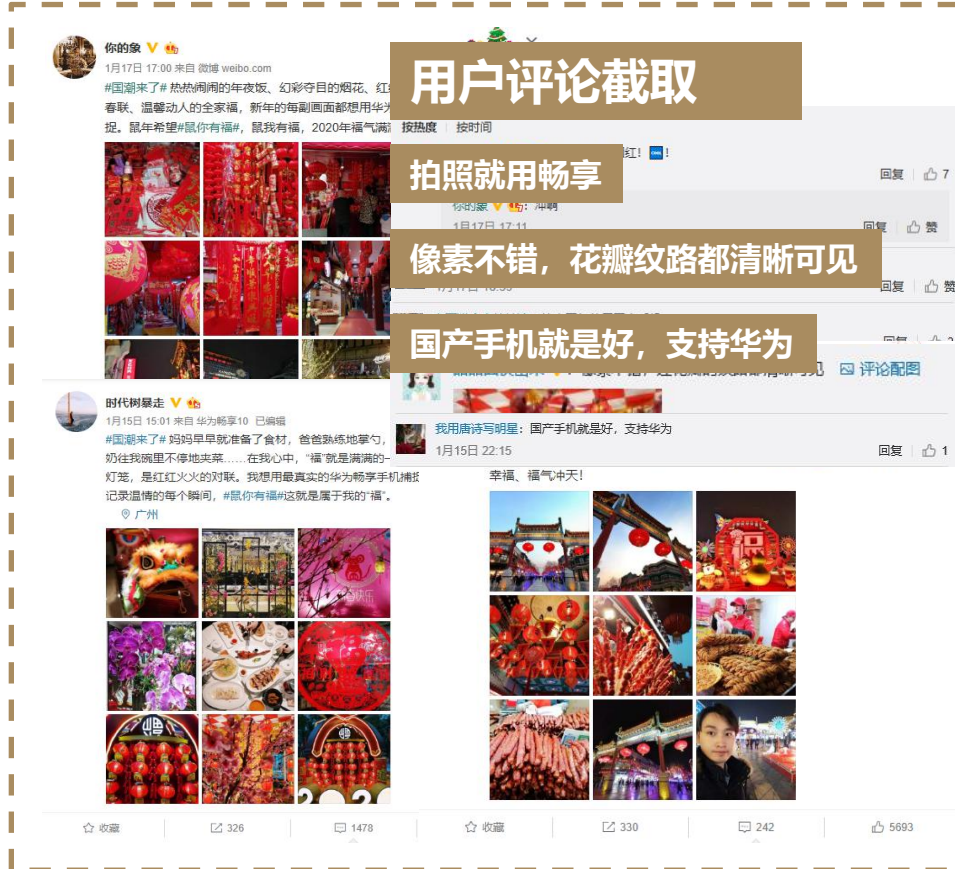 你的象
1月17日 17:00 来自 微博 weibo.com
#国潮来了# 热热闹闹的年夜饭、幻彩夺目的烟花、红
春联、温馨动人的全家福，新年的每副画面都想用华为
捉。鼠年希望#鼠你有福#，鼠我有福，2020年福气满
用户评论截取
按热度 按时间
红！
回复 7
拍照就用畅享
你的象：冲啊
1月17日 17:11
回复 赞
像素不错，花瓣纹路都清晰可见
回复 赞
国产手机就是好，支持华为
评论配图
我用唐诗写明星：国产手机就是好，支持华为
1月15日 22:15
回复 1
时代树暴走
1月15日 15:01 来自 华为畅享10 已编辑
#国潮来了# 妈妈早早就准备了食材，爸爸熟练地掌勺，
奶往我碗里不停地夹菜……在我心中，“福”就是满满的一
灯笼，是红红火火的对联。我想用最真实的华为畅享手机捕捉
记录温情的每个瞬间，#鼠你有福#这就是属于我的“福”。
广州
幸福、福气冲天！
收藏 326 1478
收藏 330 242 5693